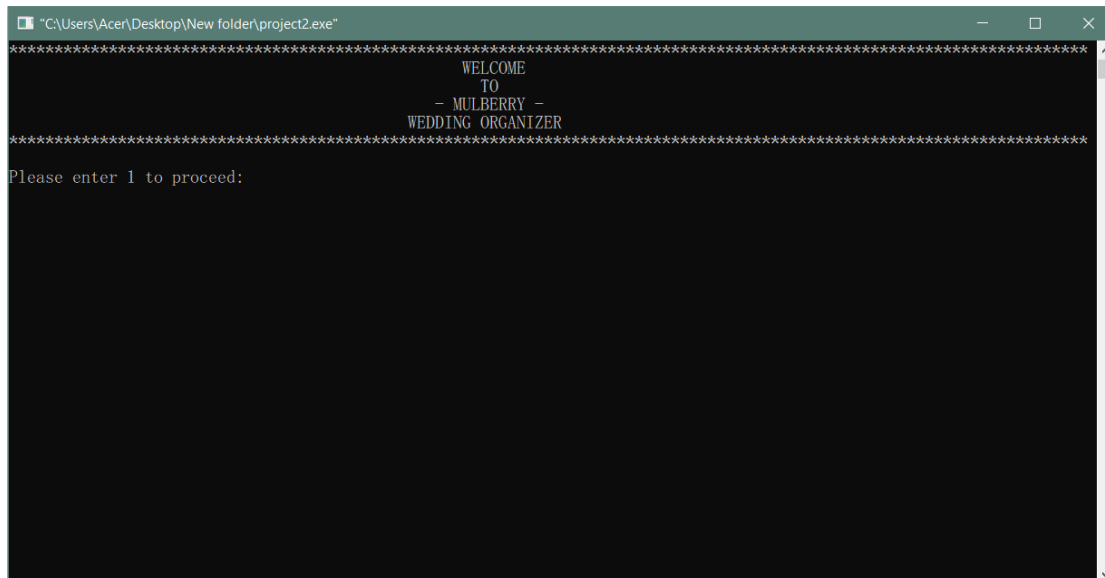 "C:\Users\Acer\Desktop\New folder\project2.exe"
************************************************************************************************************************
WELCOME
TO
- MULBERRY -
WEDDING ORGANIZER
************************************************************************************************************************
Please enter 1 to proceed: